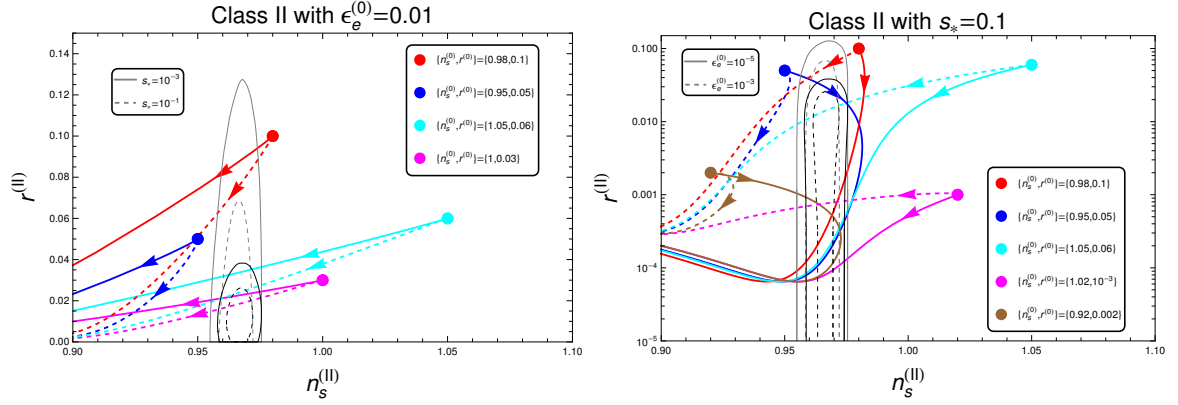 Class II with ϵ_e^(0)=0.01
r^(II)
0.14
0.12
0.10
0.08
0.06
0.04
0.02
0.00
0.90
0.95
1.00
1.05
1.10
n_s^(II)
s_*=10^-3
s_*=10^-1
{n_s^(0),r^(0)}={0.98,0.1}
{n_s^(0),r^(0)}={0.95,0.05}
{n_s^(0),r^(0)}={1.05,0.06}
{n_s^(0),r^(0)}={1,0.03}
Class II with s_*=0.1
r^(II)
0.100
0.010
0.001
10^-4
10^-5
0.90
0.95
1.00
1.05
1.10
n_s^(II)
ϵ_e^(0)=10^-5
ϵ_e^(0)=10^-3
{n_s^(0),r^(0)}={0.98,0.1}
{n_s^(0),r^(0)}={0.95,0.05}
{n_s^(0),r^(0)}={1.05,0.06}
{n_s^(0),r^(0)}={1.02,10^-3}
{n_s^(0),r^(0)}={0.92,0.002}